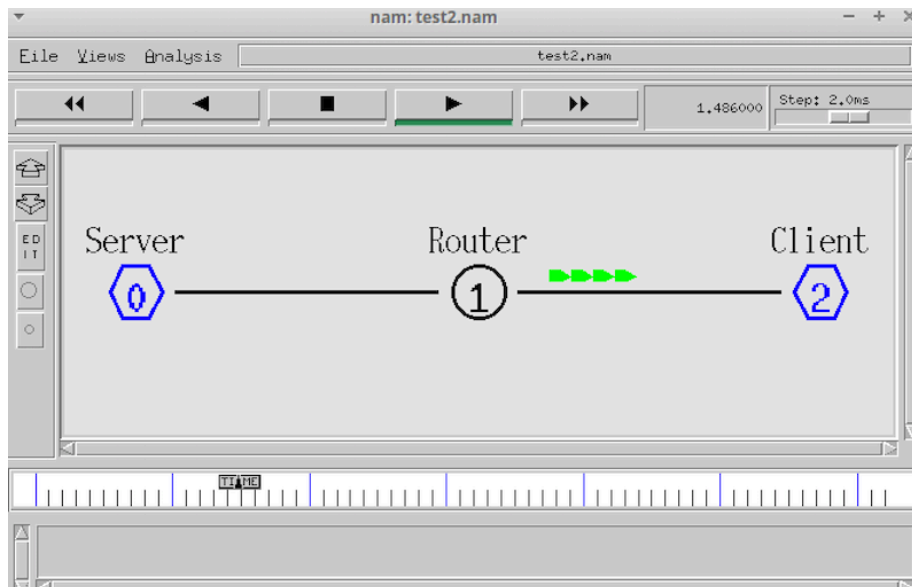 nam: test2.nam
File Views Analysis test2.nam
1.486000 Step: 2.0ms
ED
IT
Server Router Client
0 1 2
TIME